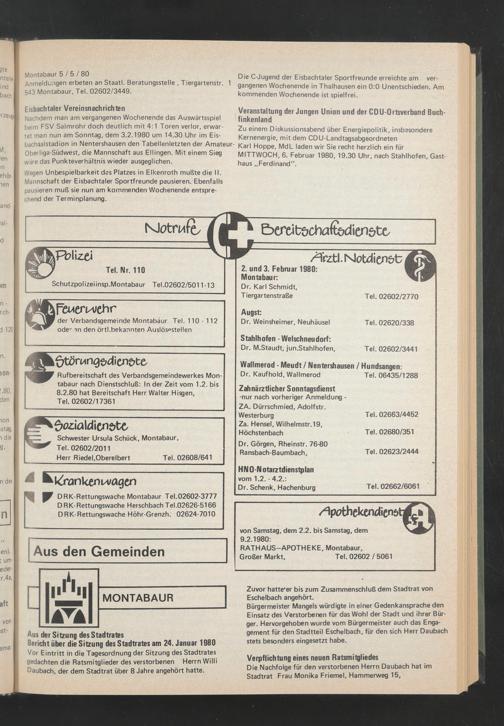 Montabaur 5 / 5 / 80
Anmeldungen erbeten an Staatl. Beratungsstelle , Tiergartenstr. 1
543 Montabaur, Tel. 02602/3449.
Eisbachtaler Vereinsnachrichten
Nachdem man am vergangenen Wochenende das Auswärtsspiel
beim FSV Salmrohr doch deutlich mit 4:1 Toren verlor, erwar-
tet man nun am Sonntag, dem 3.2.1980 um 14.30 Uhr im Eis-
bachtalstadion in Nentershausen den Tabellenletzten der Amateur-
Oberliga-Südwest, die Mannschaft aus Ellingen. Mit einem Sieg
wäre das Punkteverhältnis wieder ausgeglichen.
Wegen Unbespielbarkeit des Platzes in Elkenroth mußte die II.
Mannschaft der Eisbachtaler Sportfreunde pausieren. Ebenfalls
pausieren muß sie nun am kommenden Wochenende entspre-
chend der Terminplanung.
Die C-Jugend der Eisbachtaler Sportfreunde erreichte am ver-
gangenen Wochenende in Thalhausen ein 0:0 Unentschieden. Am
kommenden Wochenende ist spielfrei.
Veranstaltung der Jungen Union und der CDU-Ortsverbund Buch-
finkenland
Zu einem Diskussionsabend über Energiepolitik, insbesondere
Kernenergie, mit dem CDU-Landtagsabgeordneten
Karl Hoppe, MdL laden wir Sie recht herzlich ein für
MITTWOCH, 6. Februar 1980, 19.30 Uhr, nach Stahlhofen, Gast-
haus „Ferdinand".
Notrufe Bereitschaftsdienste
Polizei
Tel. Nr. 110
Schutzpolizeiinsp.Montabaur Tel.02602/5011-13
Feuerwehr
der Verbandsgemeinde Montabaur Tel. 110 - 112
oder an den örtl.bekannten Auslösestellen
Störungsdienste
Rufbereitschaft des Verbandsgemeindewerkes Mon-
tabaur nach Dienstschluß: In der Zeit vom 1.2. bis
8.2.80 hat Bereitschaft Herr Walter Hisgen,
Tel. 02602/17361
Sozialdienste
Schwester Ursula Schück, Montabaur,
Tel. 02602/2011
Herr Riedel,Oberelbert Tel. 02608/641
Krankenwagen
DRK-Rettungswache Montabaur Tel.02602-3777
DRK-Rettungswache Herschbach Tel.02626-5166
DRK-Rettungswache Höhr-Grenzh. 02624-7010
Ärztl. Notdienst
2. und 3. Februar 1980:
Montabaur:
Dr. Karl Schmidt,
Tiergartenstraße Tel. 02602/2770
Augst:
Dr. Weinsheimer, Neuhäusel Tel. 02620/338
Stahlhofen - Welschneudorf:
Dr. M.Staudt, jun.Stahlhofen, Tel. 02602/3441
Wallmerod - Meudt / Nentershausen / Hundsangen:
Dr. Kaufhold, Wallmerod Tel. 06435/1288
Zahnärztlicher Sonntagsdienst
-nur nach vorheriger Anmeldung -
ZA. Dürrschmied, Adolfstr.
Westerburg Tel. 02663/4452
Za. Hensel, Wilhelmstr.19,
Höchstenbach Tel. 02680/351
Dr. Görgen, Rheinstr. 76-80
Ransbach-Baumbach, Tel. 02623/2444
HNO-Notarztdienstplan
vom 1.2. - 4.2.:
Dr. Schenk, Hachenburg Tel. 02662/6061
Apothekendienst
von Samstag, dem 2.2. bis Samstag, dem
9.2.1980:
RATHAUS-APOTHEKE, Montabaur,
Großer Markt, Tel. 02602 / 5061
Aus den Gemeinden
MONTABAUR
Aus der Sitzung des Stadtrates
Bericht über die Sitzung des Stadtrates am 24. Januar 1980
Vor Eintritt in die Tagesordnung der Sitzung des Stadtrates
gedachten die Ratsmitglieder des verstorbenen Herrn Willi
Daubach, der dem Stadtrat über 8 Jahre angehört hatte.
Zuvor hatte er bis zum Zusammenschluß dem Stadtrat von
Eschelbach angehört.
Bürgermeister Mangels würdigte in einer Gedenkansprache den
Einsatz des Verstorbenen für das Wohl der Stadt und ihrer Bür-
ger. Hervorgehoben wurde vom Bürgermeister auch das Enga-
gement für den Stadtteil Eschelbach, für den sich Herr Daubach
stets besonders eingesetzt habe.
Verpflichtung eines neuen Ratsmitgliedes
Die Nachfolge für den verstorbenen Herrn Daubach hat im
Stadtrat Frau Monika Friemel, Hammerweg 15,